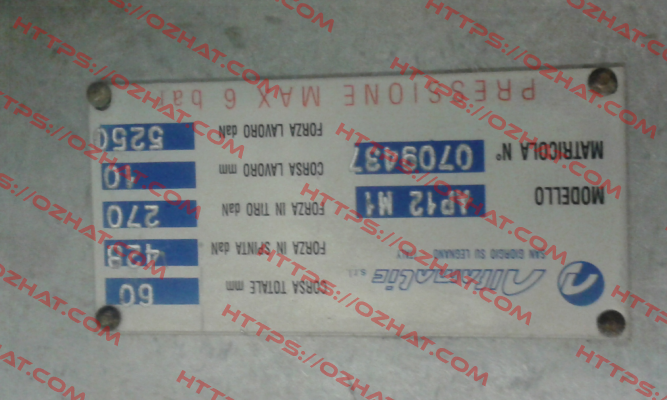 Alfamatic s.r.l.
SAN GIORGIO SU LEGNANO ITALY
MODELLO AP12 M1
MATRICOLA N° 0709437
CORSA TOTALE mm 60
FORZA IN SPINTA daN 428
FORZA IN TIRO daN 270
CORSA LAVORO mm 10
FORZA LAVORO daN 5250
PRESSIONE MAX 6 bar
HTTPS://OZHAT.COM